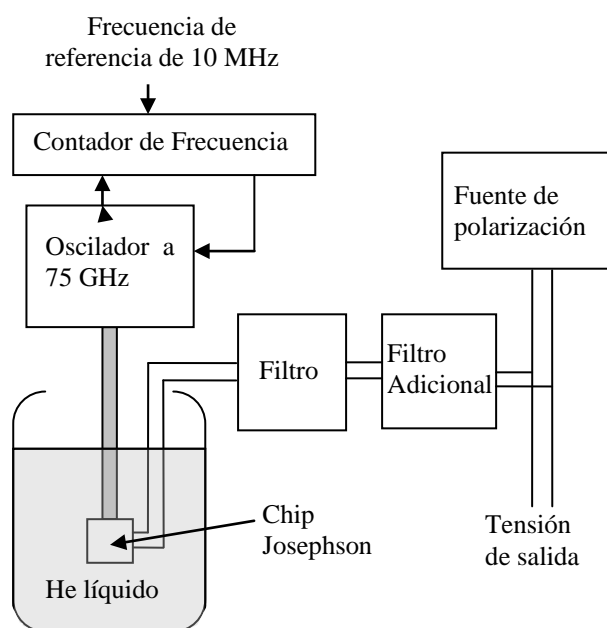 Frecuencia de
referencia de 10 MHz
Contador de Frecuencia
Oscilador a
75 GHz
Fuente de
polarización
Filtro
Filtro
Adicional
Chip
Josephson
Tensión
de salida
He líquido